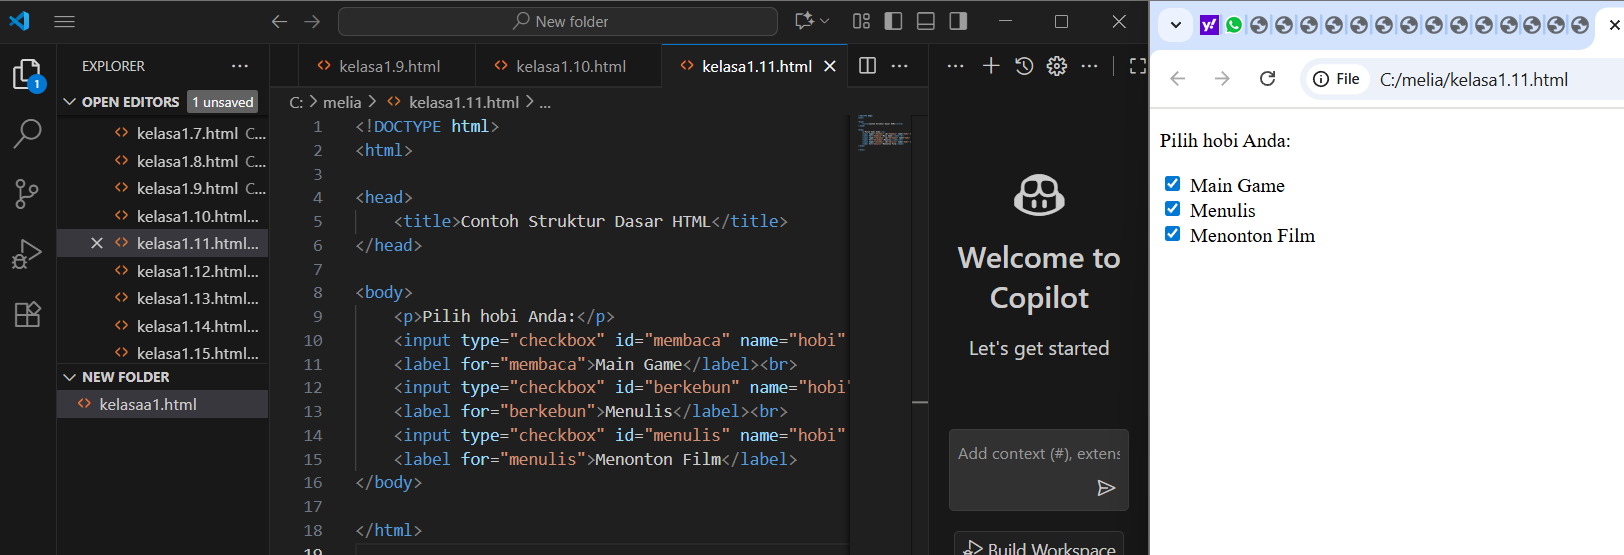 New folder
EXPLORER
OPEN EDITORS
1 unsaved
kelasa1.7.html C...
kelasa1.8.html C...
kelasa1.9.html C...
kelasa1.10.html...
kelasa1.11.html...
kelasa1.12.html...
kelasa1.13.html...
kelasa1.14.html...
kelasa1.15.html...
NEW FOLDER
kelasaa1.html
1
kelasa1.9.html
kelasa1.10.html
kelasa1.11.html
C: > melia > kelasa1.11.html > ...
1 <!DOCTYPE html>
2 <html>
3
4 <head>
5 <title>Contoh Struktur Dasar HTML</title>
6 </head>
7
8 <body>
9 <p>Pilih hobi Anda:</p>
10 <input type="checkbox" id="membaca" name="hobi"
11 <label for="membaca">Main Game</label><br>
12 <input type="checkbox" id="berkebun" name="hobi"
13 <label for="berkebun">Menulis</label><br>
14 <input type="checkbox" id="menulis" name="hobi"
15 <label for="menulis">Menonton Film</label>
16 </body>
17
18 </html>
19
Welcome to
Copilot
Let's get started
Add context (#), extens
Build Workspace
y!
File
C:/melia/kelasa1.11.html
Pilih hobi Anda:
Main Game
Menulis
Menonton Film